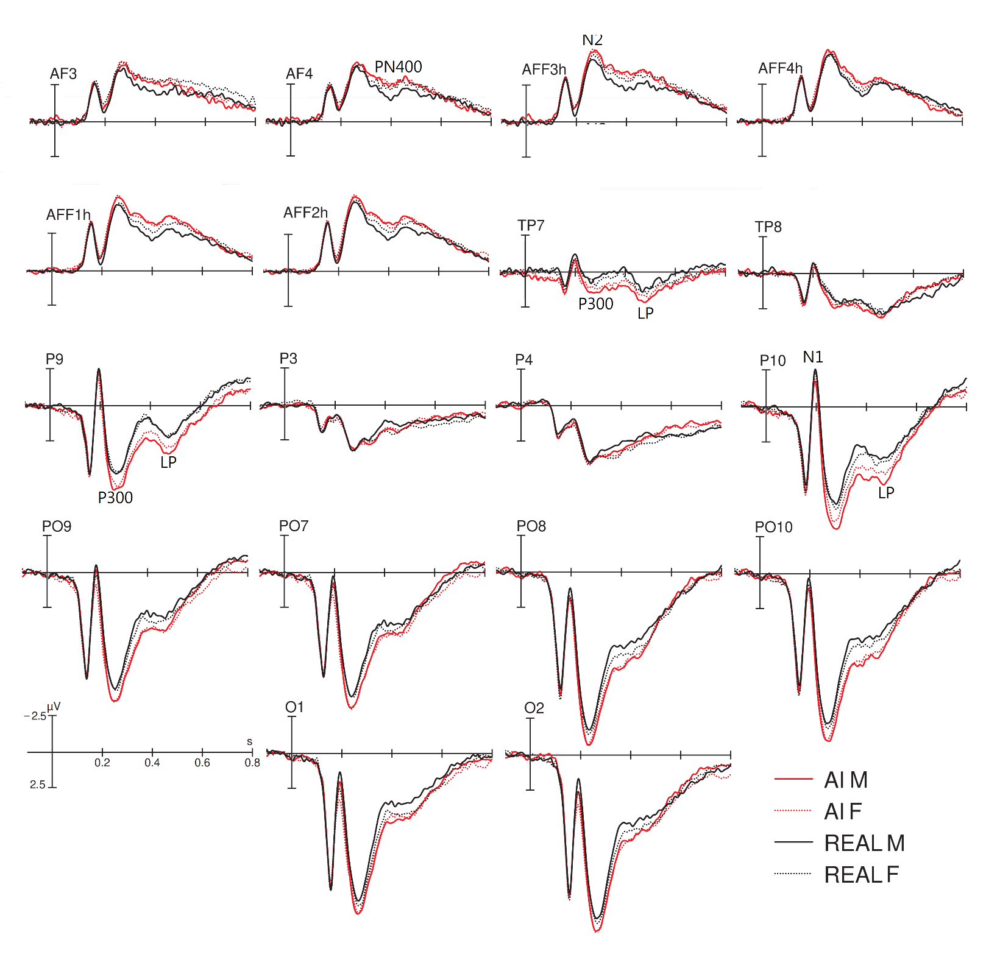 N2
AF3
AF4
PN400
AFF3h
AFF4h
AFF1h
AFF2h
TP7
TP8
P300
LP
P9
P3
P4
P10
N1
LP
P300
LP
PO9
PO7
PO8
PO10
µV
−2.5
s
0.2 0.4 0.6 0.8
2.5
O1
O2
AI M
AI F
REAL M
REAL F